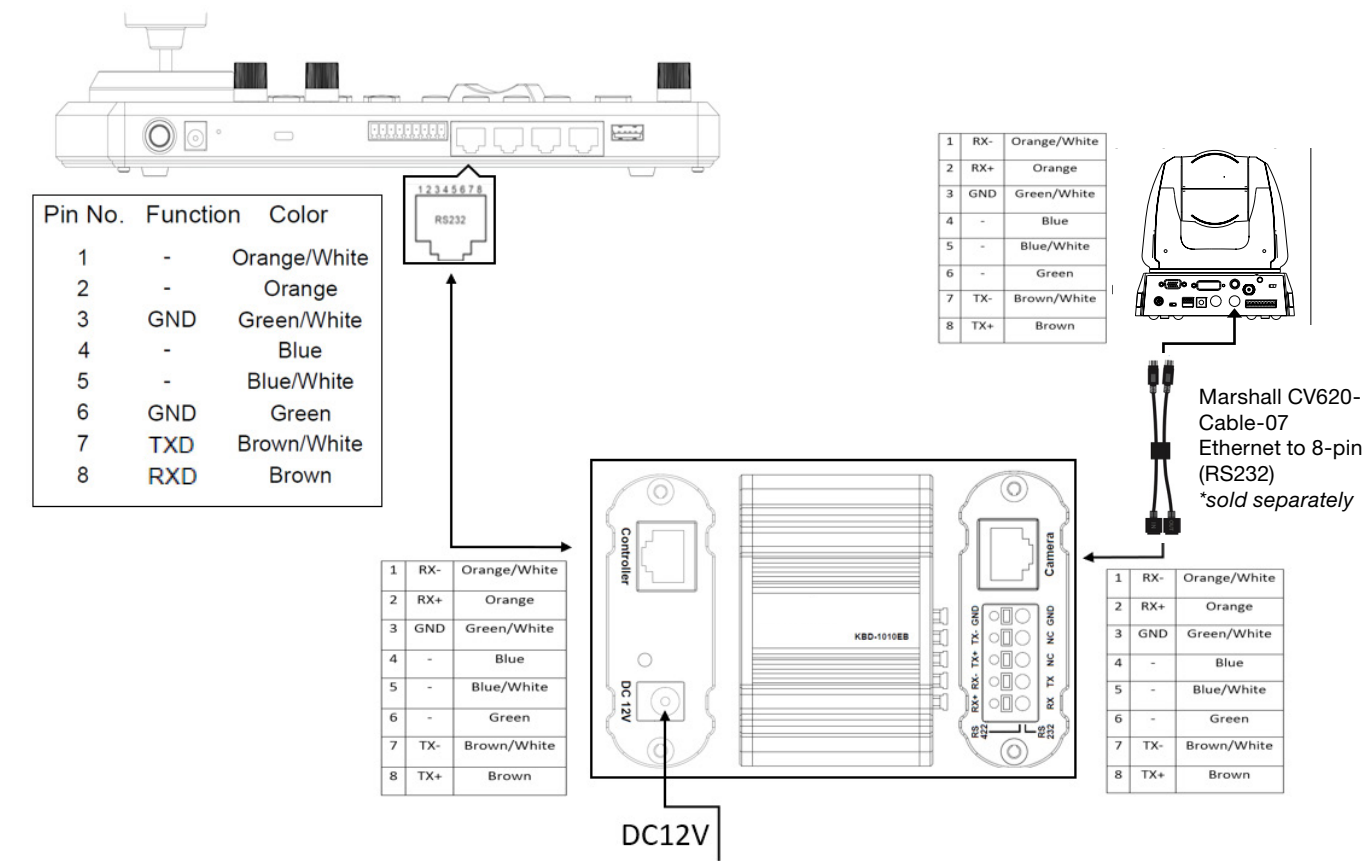 1 2 3 4 5 6 7 8
RS232
Pin No. Function Color
1 - Orange/White
2 - Orange
3 GND Green/White
4 - Blue
5 - Blue/White
6 GND Green
7 TXD Brown/White
8 RXD Brown
1 RX- Orange/White
2 RX+ Orange
3 GND Green/White
4 - Blue
5 - Blue/White
6 - Green
7 TX- Brown/White
8 TX+ Brown
Marshall CV620-
Cable-07
Ethernet to 8-pin
(RS232)
*sold separately
1 RX- Orange/White
2 RX+ Orange
3 GND Green/White
4 - Blue
5 - Blue/White
6 - Green
7 TX- Brown/White
8 TX+ Brown
Controller
DC 12V
KBD-1010EB
Camera
RX+ RX- TX+ TX- GND
RX TX NC NC GND
RS
422
RS
232
1 RX- Orange/White
2 RX+ Orange
3 GND Green/White
4 - Blue
5 - Blue/White
6 - Green
7 TX- Brown/White
8 TX+ Brown
DC12V